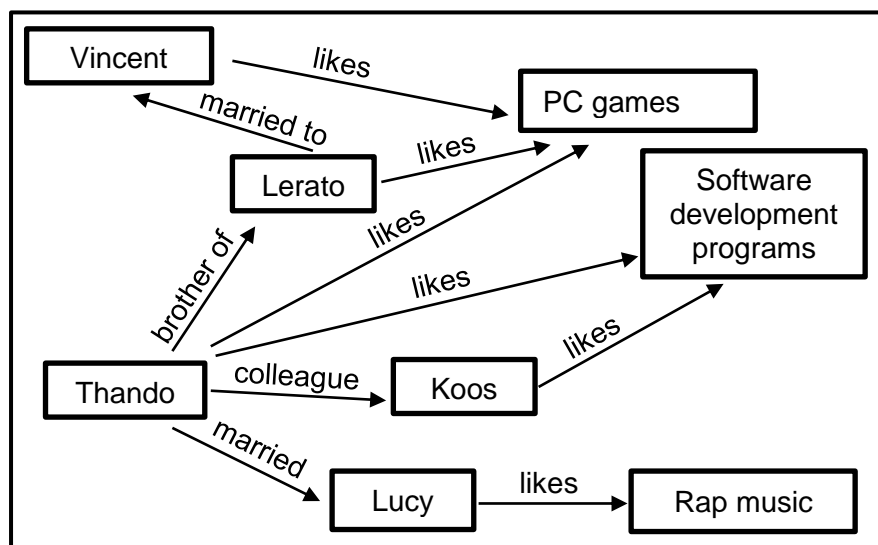 Vincent
likes
PC games
married to
likes
Lerato
Software
development
programs
likes
brother of
likes
likes
Thando
colleague
Koos
married
Lucy
likes
Rap music